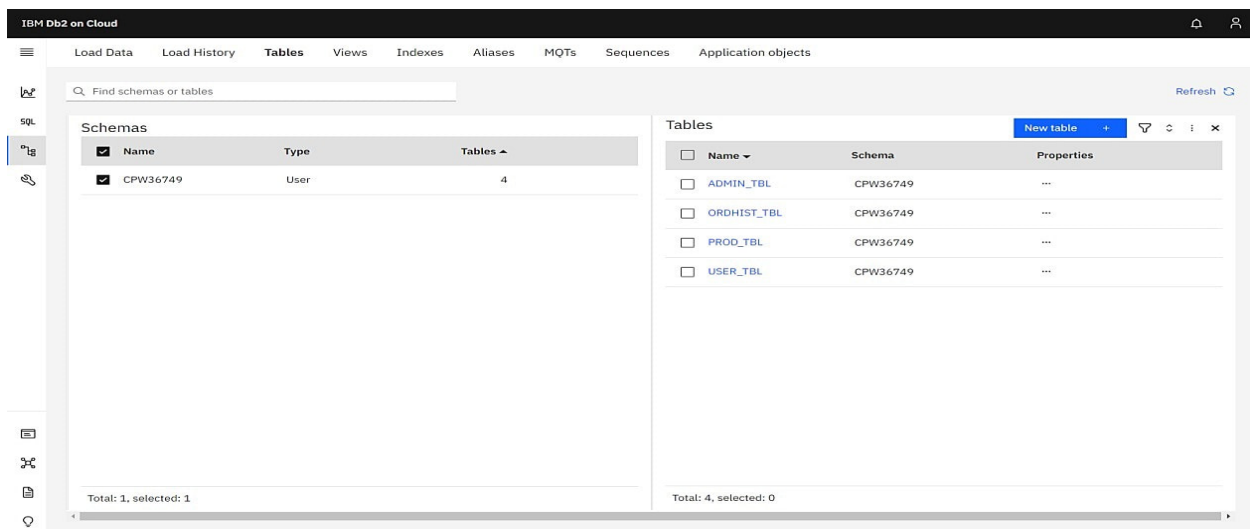 IBM Db2 on Cloud
Load Data Load History Tables Views Indexes Aliases MQTs Sequences Application objects
Find schemas or tables
Refresh
SQL
Schemas
Name Type Tables
CPW36749 User 4
Total: 1, selected: 1
Tables
New table +
Name Schema Properties
ADMIN_TBL CPW36749 ...
ORDHIST_TBL CPW36749 ...
PROD_TBL CPW36749 ...
USER_TBL CPW36749 ...
Total: 4, selected: 0